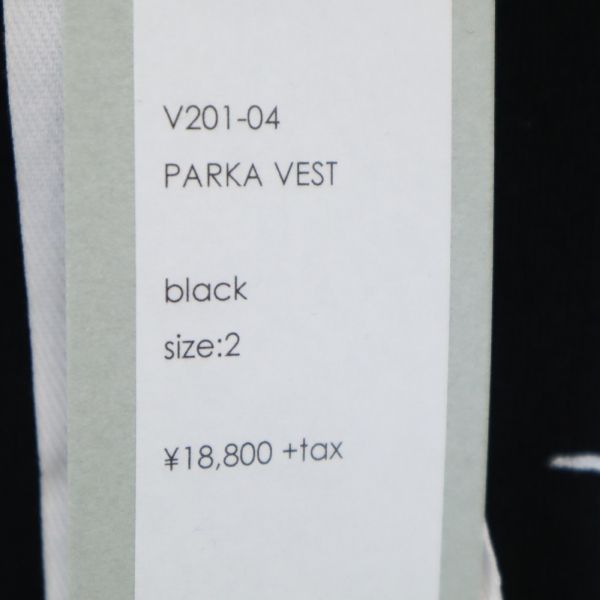 V201-04
PARKA VEST
black
size:2
¥18,800 +tax